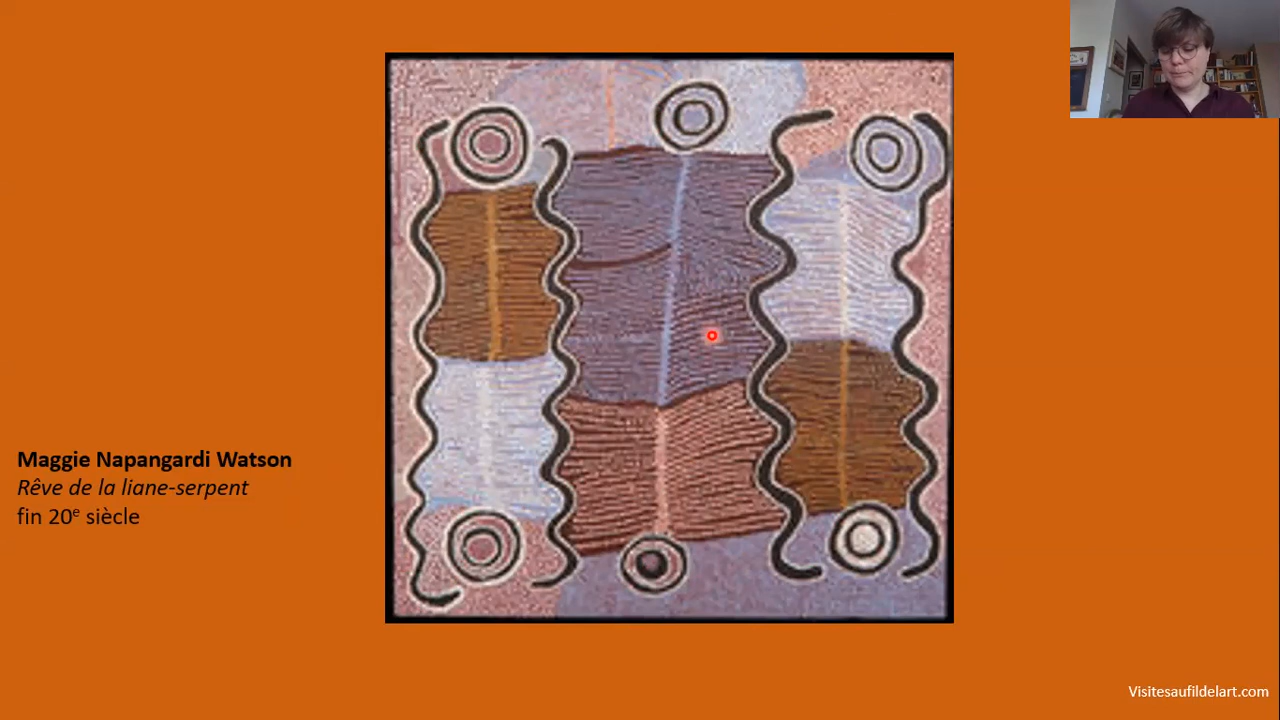 Maggie Napangardi Watson
Rêve de la liane-serpent
fin 20e siècle
Visitesaufildelart.com